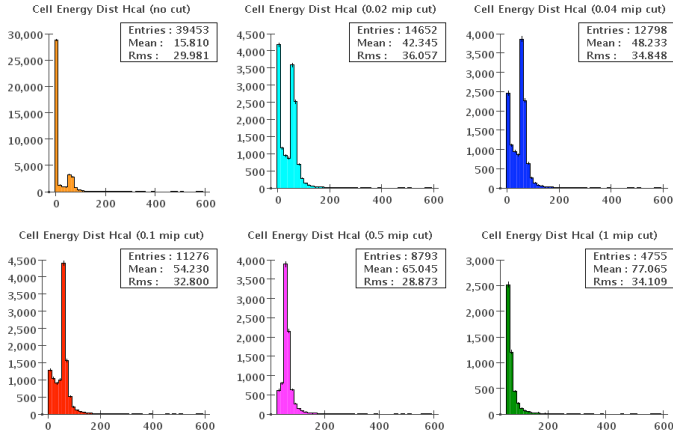 Cell Energy Dist Hcal (no cut)
Entries : 39453
Mean : 15.810
Rms : 29.981
30,000
25,000
20,000
15,000
10,000
5,000
0
0 200 400 600
Cell Energy Dist Hcal (0.02 mip cut)
Entries : 14652
Mean : 42.345
Rms : 36.057
4,500
4,000
3,500
3,000
2,500
2,000
1,500
1,000
500
0
0 200 400 600
Cell Energy Dist Hcal (0.04 mip cut)
Entries : 12798
Mean : 48.233
Rms : 34.848
4,000
3,500
3,000
2,500
2,000
1,500
1,000
500
0
0 200 400 600
Cell Energy Dist Hcal (0.1 mip cut)
Entries : 11276
Mean : 54.230
Rms : 32.800
4,500
4,000
3,500
3,000
2,500
2,000
1,500
1,000
500
0
0 200 400 600
Cell Energy Dist Hcal (0.5 mip cut)
Entries : 8793
Mean : 65.045
Rms : 28.873
4,000
3,500
3,000
2,500
2,000
1,500
1,000
500
0
200 400 600
Cell Energy Dist Hcal (1 mip cut)
Entries : 4755
Mean : 77.065
Rms : 34.109
3,000
2,500
2,000
1,500
1,000
500
0
200 400 600